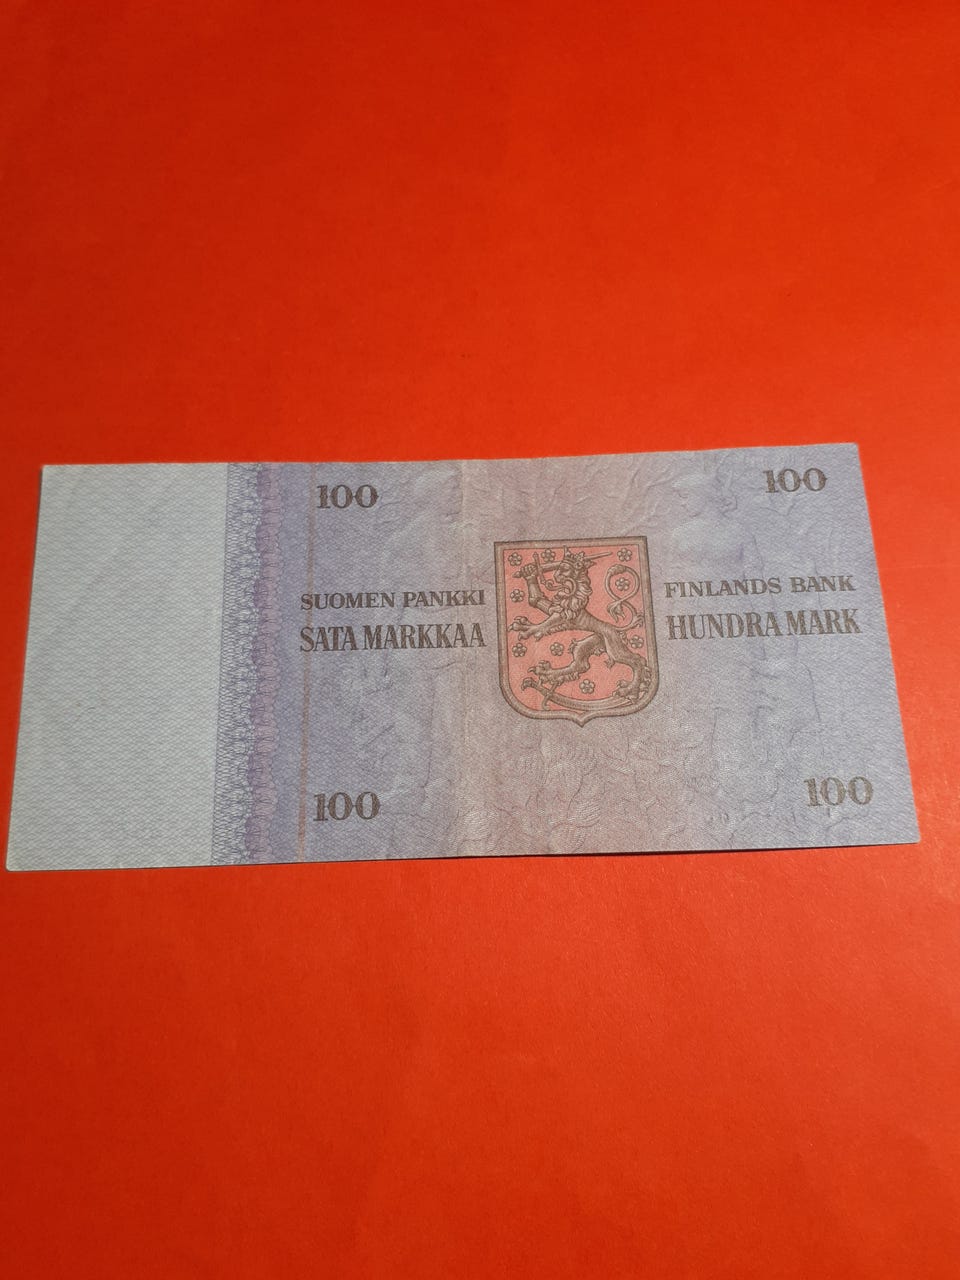 100
100
SUOMEN PANKKI
SATA MARKKAA
FINLANDS BANK
HUNDRA MARK
100
100